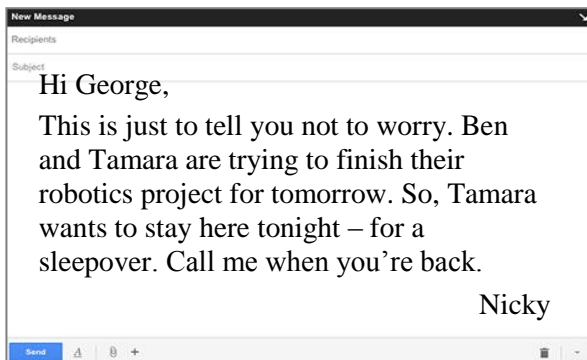 New Message
Recipients
Subject
Hi George,
This is just to tell you not to worry. Ben
and Tamara are trying to finish their
robotics project for tomorrow. So, Tamara
wants to stay here tonight – for a
sleepover. Call me when you’re back.
Nicky
Send A